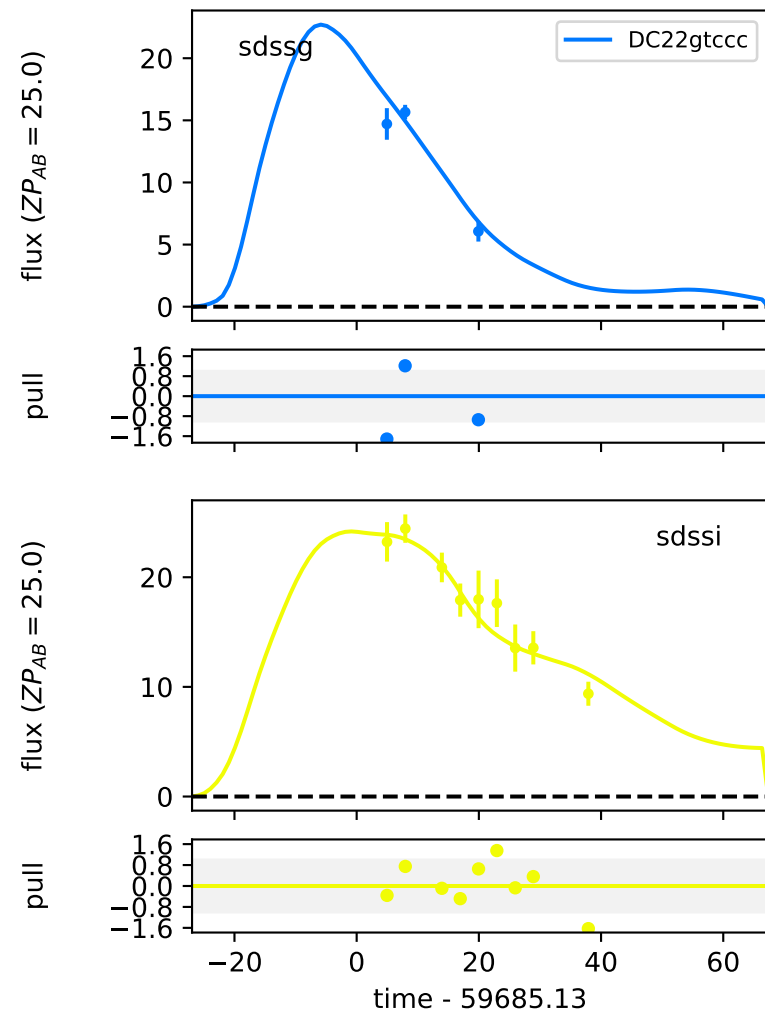 sdssg
DC22gtccc
flux (ZP_AB = 25.0)
20
15
10
5
0
pull
1.6
0.8
0.0
−0.8
−1.6
sdssi
flux (ZP_AB = 25.0)
20
10
0
pull
1.6
0.8
0.0
−0.8
−1.6
−20 0 20 40 60
time - 59685.13